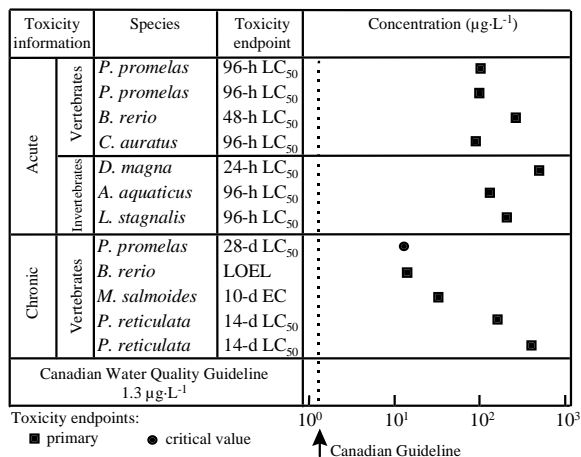 Toxicity information Species Toxicity endpoint Concentration (µg·L-1)
Acute
Vertebrates
P. promelas 96-h LC50
P. promelas 96-h LC50
B. rerio 48-h LC50
C. auratus 96-h LC50
Invertebrates
D. magna 24-h LC50
A. aquaticus 96-h LC50
L. stagnalis 96-h LC50
Chronic
Vertebrates
P. promelas 28-d LC50
B. rerio LOEL
M. salmoides 10-d EC
P. reticulata 14-d LC50
P. reticulata 14-d LC50
Canadian Water Quality Guideline
1.3 µg·L-1
Toxicity endpoints:
primary critical value
10⁰ 10¹ 10² 10³
Canadian Guideline